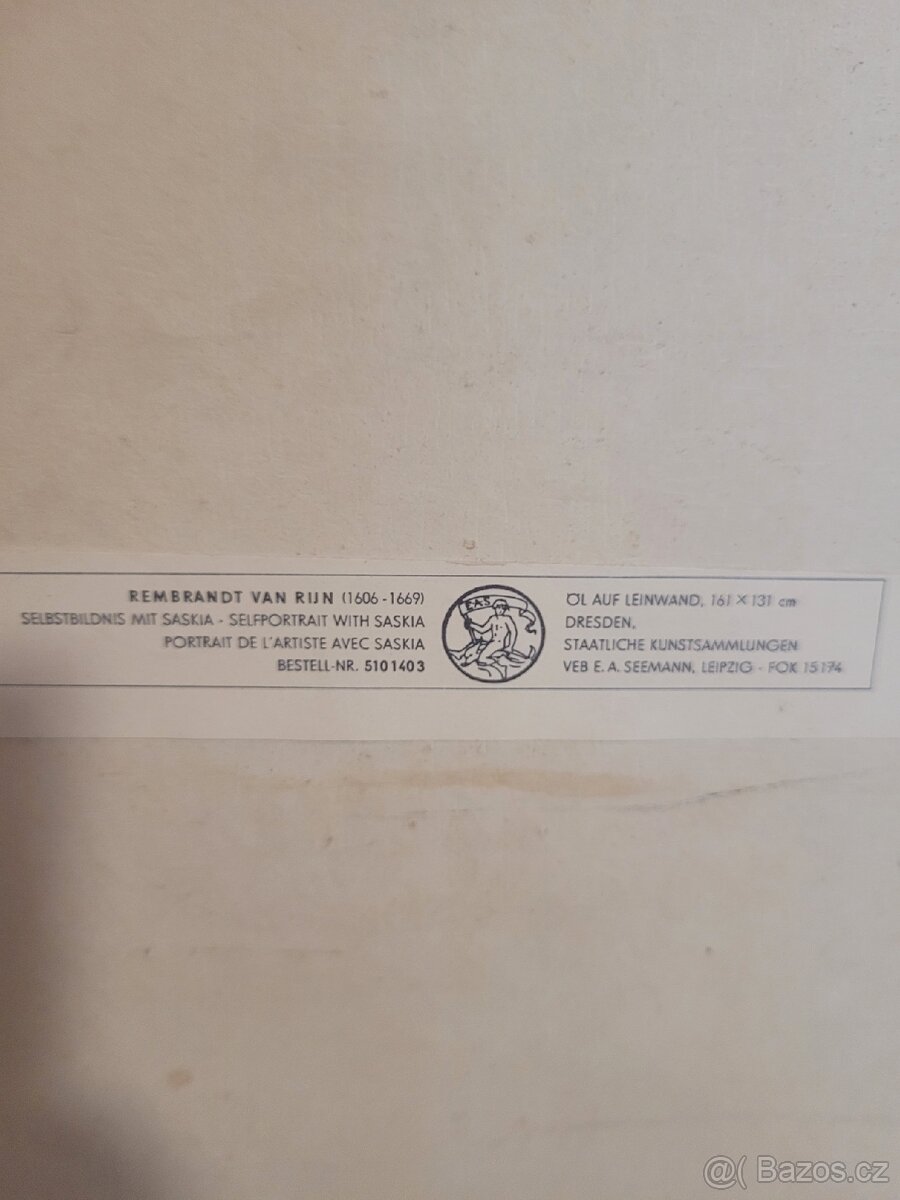 REMBRANDT VAN RIJN (1606 - 1669)
SELBSTBILDNIS MIT SASKIA - SELFPORTRAIT WITH SASKIA
PORTRAIT DE L'ARTISTE AVEC SASKIA
BESTELL-NR. 5101403
EAS
ÖL AUF LEINWAND, 161 × 131 cm
DRESDEN,
STAATLICHE KUNSTSAMMLUNGEN
VEB E. A. SEEMANN, LEIPZIG - FOK 15174
@( Bazos.cz